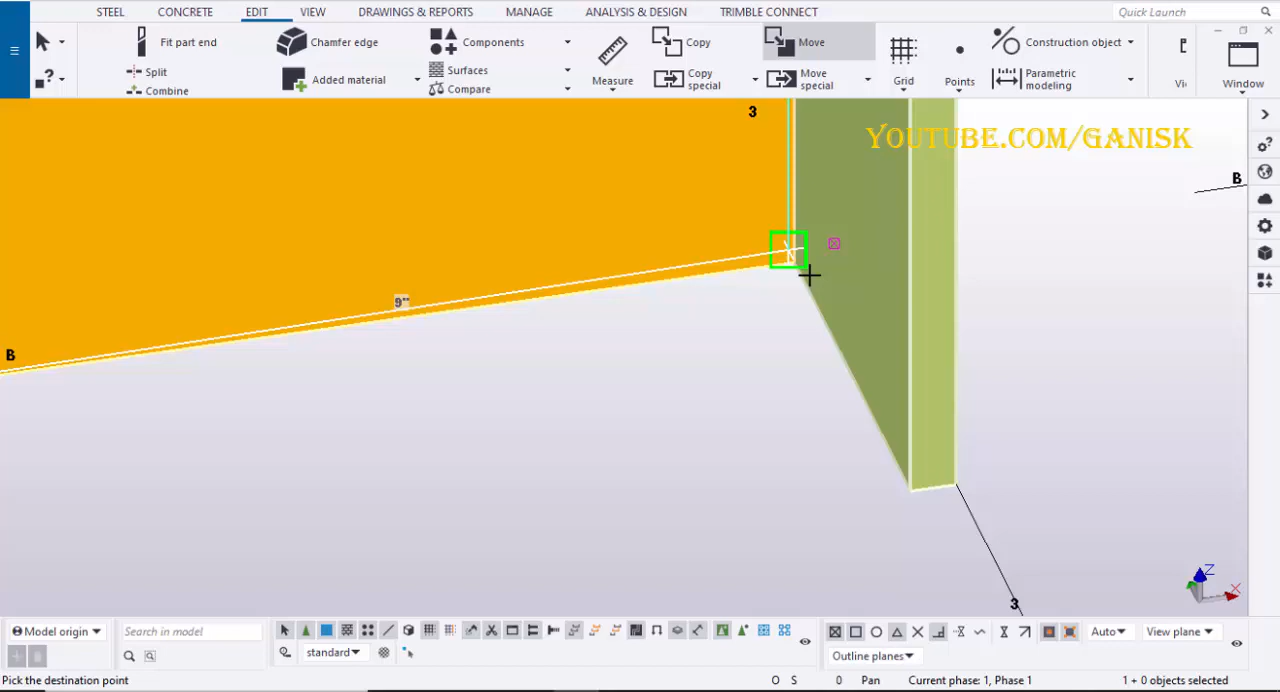 STEEL CONCRETE EDIT VIEW DRAWINGS & REPORTS MANAGE ANALYSIS & DESIGN TRIMBLE CONNECT Quick Launch
Fit part end Chamfer edge Components Copy Move Construction object
Split Added material Surfaces Measure Copy special Move special Grid Points Parametric modeling Vi Window
Combine Compare
3
YOUTUBE.COM/GANISK
B
9"
B
3
Z
X
Model origin Search in model Auto View plane
standard Outline planes
Pick the destination point O S 0 Pan Current phase: 1, Phase 1 1 + 0 objects selected